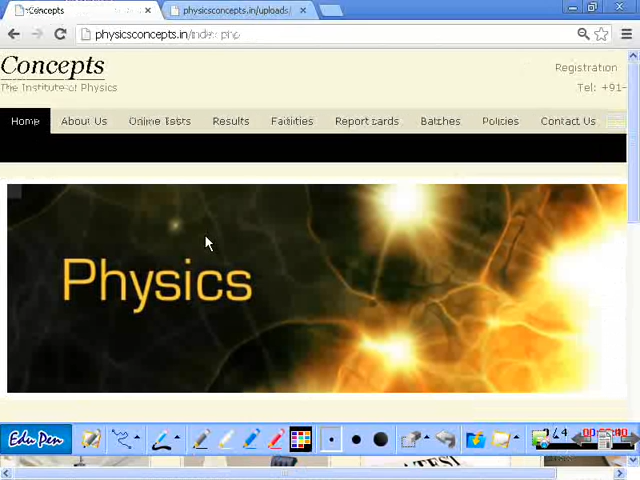 Concepts
physicsconcepts.in/uploads/
physicsconcepts.in/index.php
Concepts
The Institute of Physics
Registration
Tel: +91-
Home About Us Online Tests Results Facilities Report cards Batches Policies Contact Us
Physics
Edu Pen